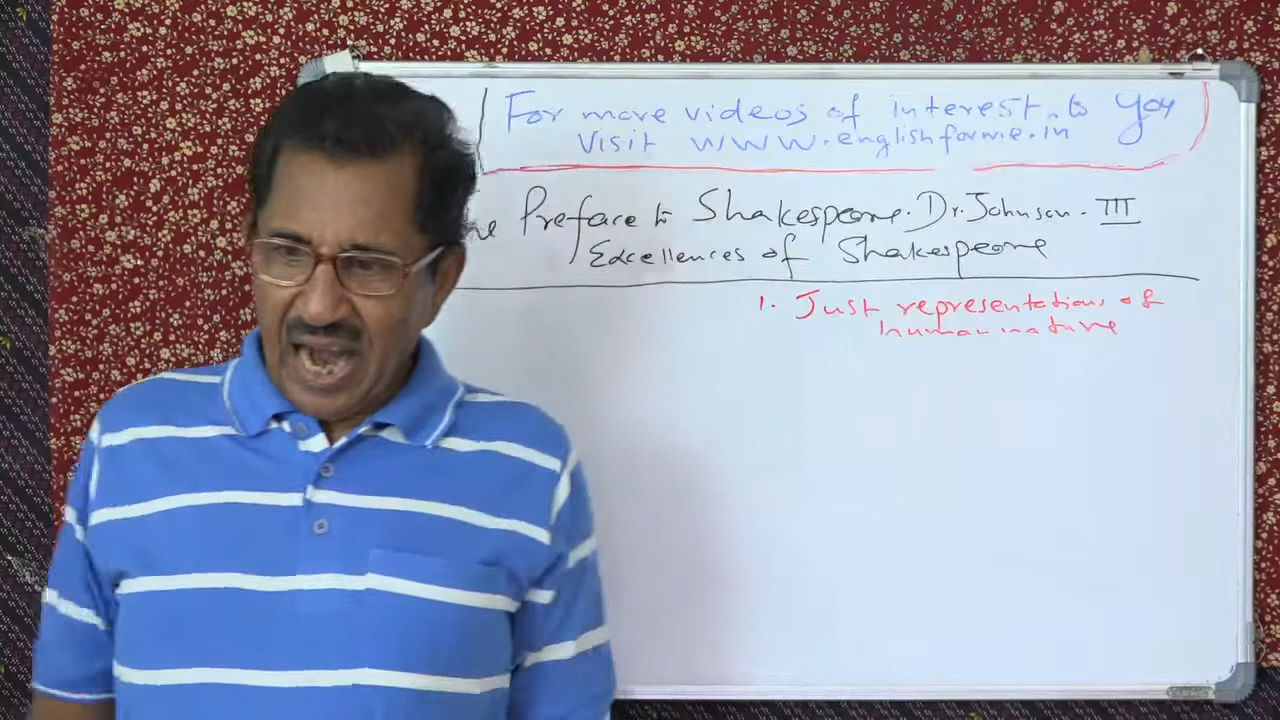 For more videos of interest to you
Visit www.englishforme.in
Preface to Shakespeare. Dr. Johnson. III
Excellences of Shakespeare
1. Just representations of
human nature